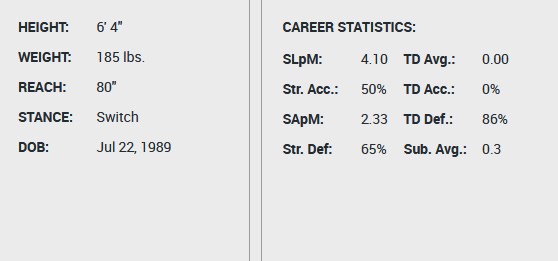 HEIGHT: 6' 4"
WEIGHT: 185 lbs.
REACH: 80"
STANCE: Switch
DOB: Jul 22, 1989
CAREER STATISTICS:
SLpM: 4.10 TD Avg.: 0.00
Str. Acc.: 50% TD Acc.: 0%
SApM: 2.33 TD Def.: 86%
Str. Def: 65% Sub. Avg.: 0.3